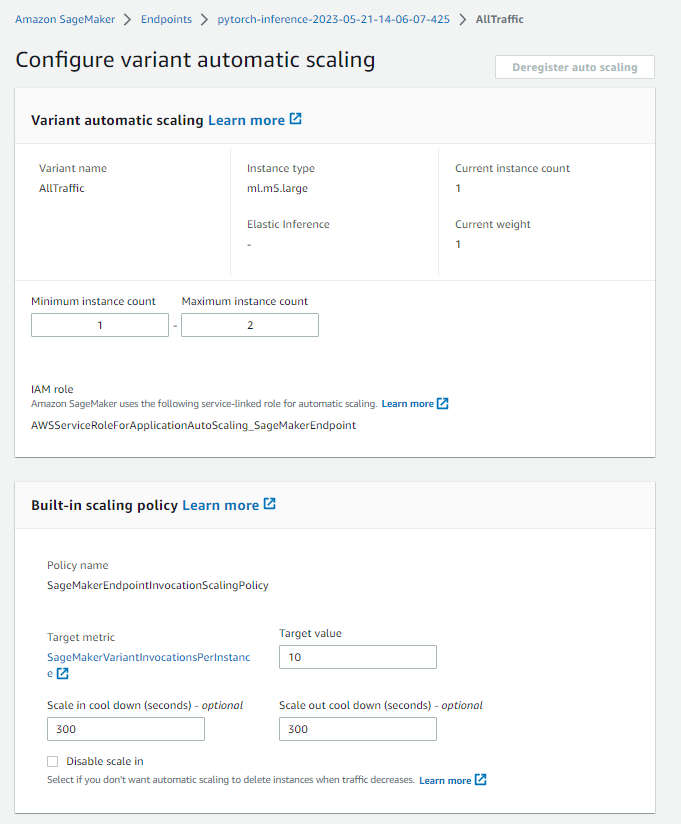 Amazon SageMaker > Endpoints > pytorch-inference-2023-05-21-14-06-07-425 > AllTraffic
Configure variant automatic scaling
Deregister auto scaling
Variant automatic scaling Learn more
Variant name
AllTraffic
Instance type
ml.m5.large
Elastic Inference
-
Current instance count
1
Current weight
1
Minimum instance count
1
-
Maximum instance count
2
IAM role
Amazon SageMaker uses the following service-linked role for automatic scaling. Learn more
AWSServiceRoleForApplicationAutoScaling_SageMakerEndpoint
Built-in scaling policy Learn more
Policy name
SageMakerEndpointInvocationScalingPolicy
Target metric
SageMakerVariantInvocationsPerInstanc
e
Target value
10
Scale in cool down (seconds) - optional
300
Scale out cool down (seconds) - optional
300
Disable scale in
Select if you don't want automatic scaling to delete instances when traffic decreases. Learn more